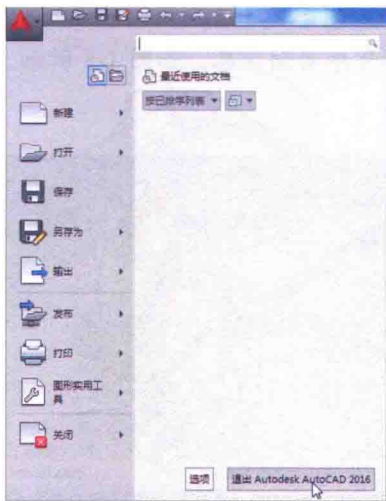 最近使用的文档
按已排序列表
新建
打开
保存
另存为
输出
发布
打印
图形实用工
具
关闭
选项
退出 Autodesk AutoCAD 2016